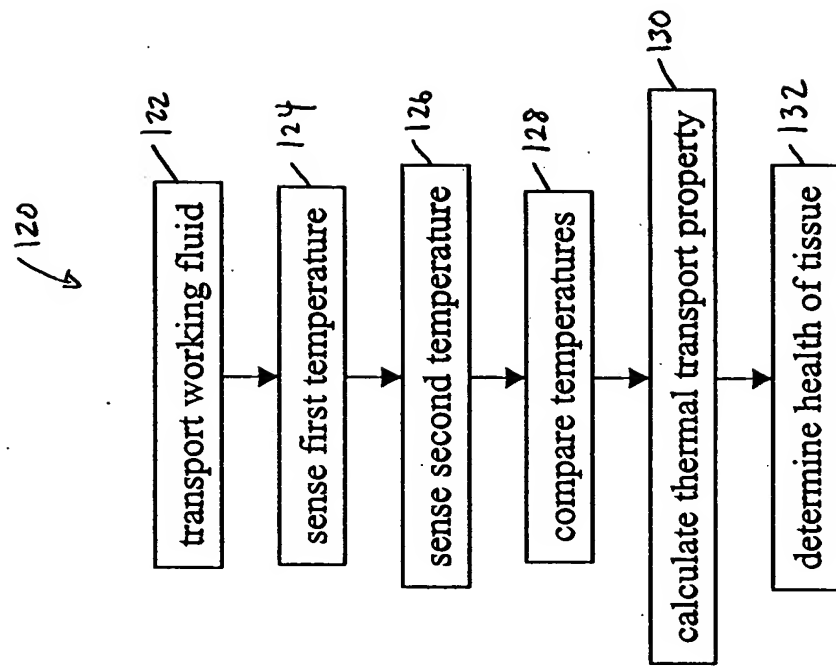 120
transport working fluid
122
sense first temperature
124
sense second temperature
126
compare temperatures
128
calculate thermal transport property
130
determine health of tissue
132